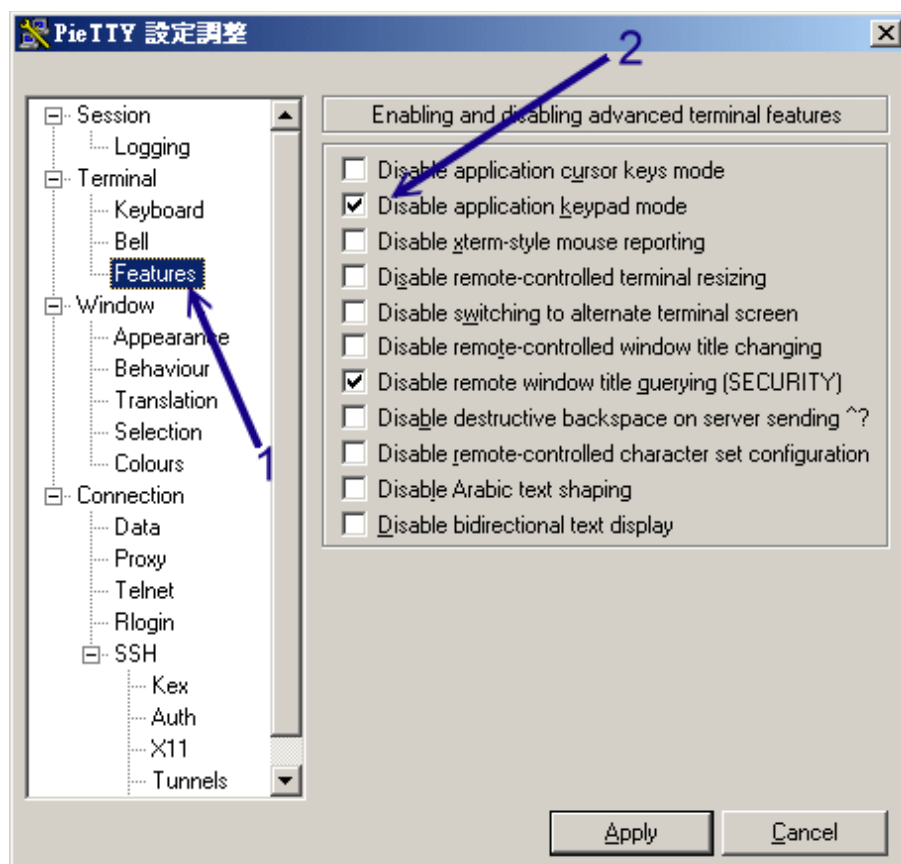 PieTTY 設定調整
2
Session
Logging
Terminal
Keyboard
Bell
Features
Window
Appearance
Behaviour
Translation
Selection
Colours
1
Connection
Data
Proxy
Telnet
Rlogin
SSH
Kex
Auth
X11
Tunnels
Enabling and disabling advanced terminal features
Disable application cursor keys mode
Disable application keypad mode
Disable xterm-style mouse reporting
Disable remote-controlled terminal resizing
Disable switching to alternate terminal screen
Disable remote-controlled window title changing
Disable remote window title querying (SECURITY)
Disable destructive backspace on server sending ^?
Disable remote-controlled character set configuration
Disable Arabic text shaping
Disable bidirectional text display
Apply
Cancel